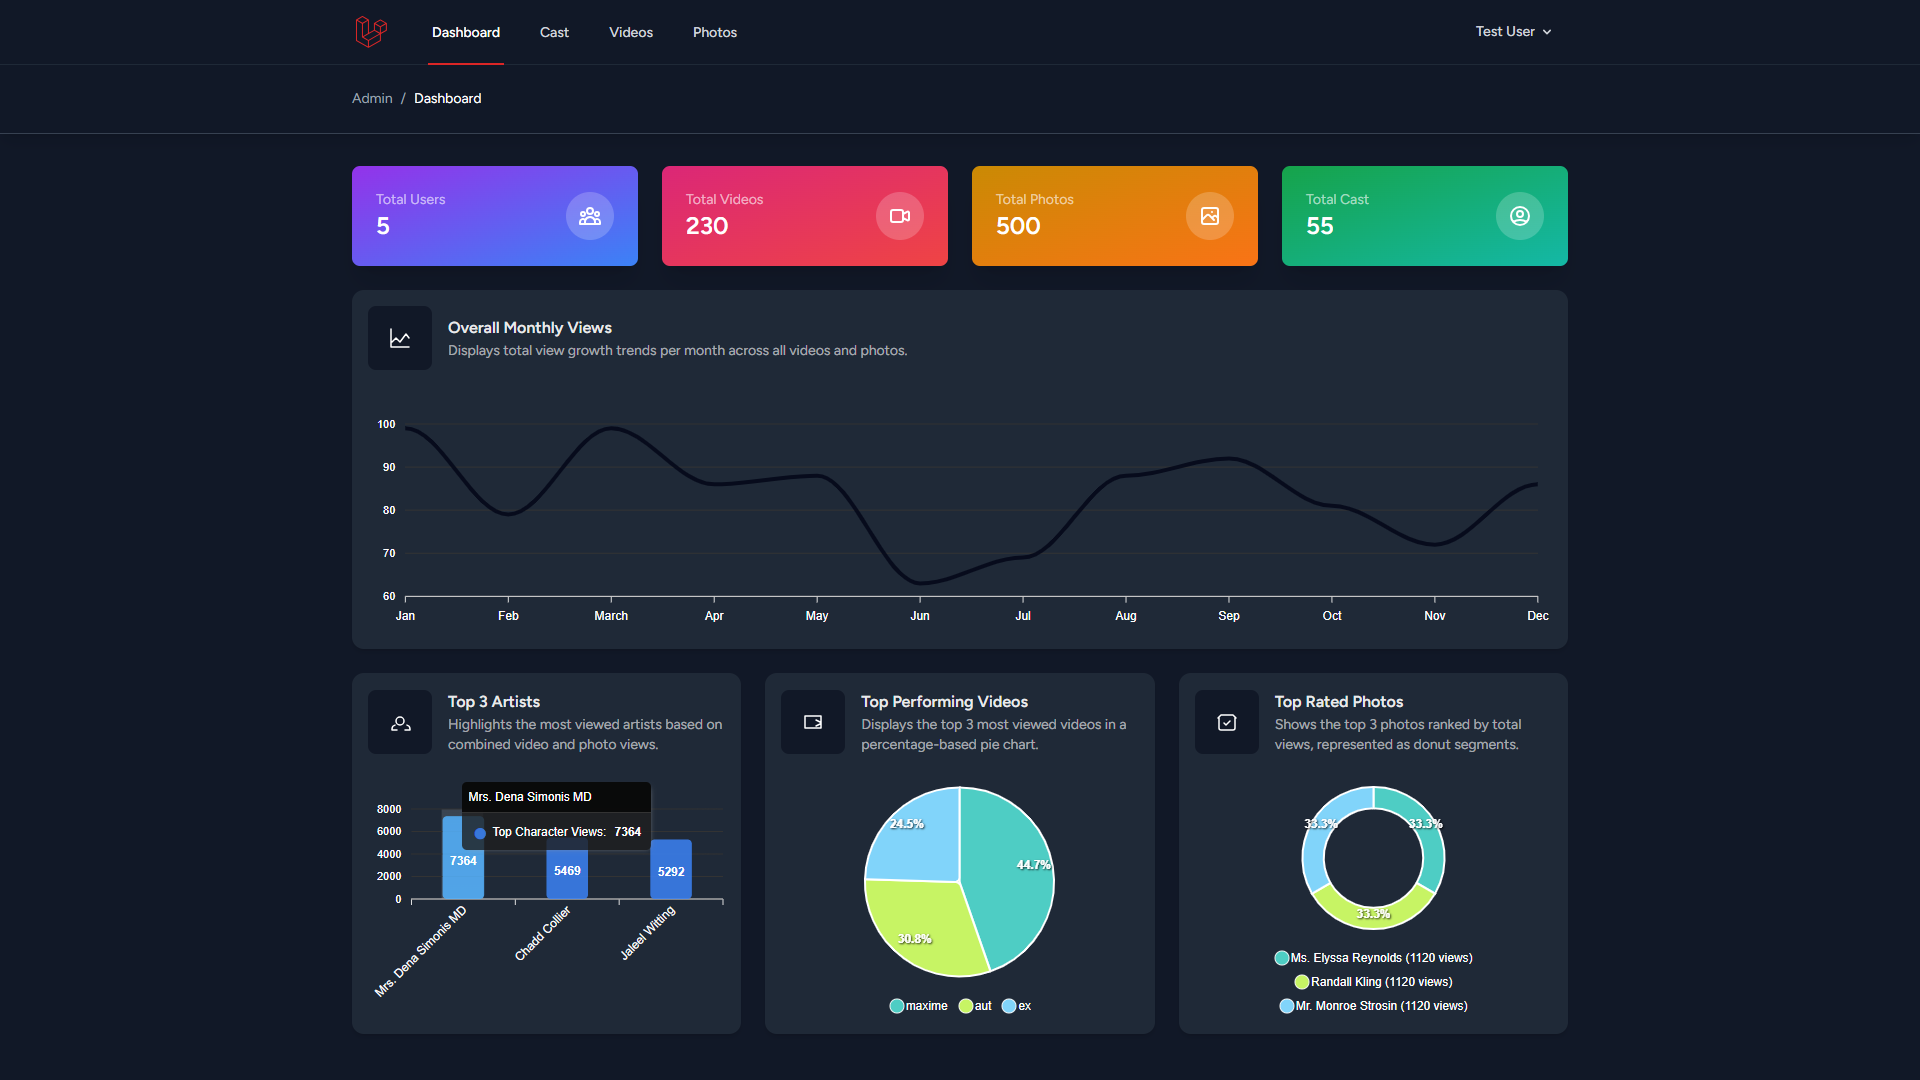 Dashboard
Cast
Videos
Photos
Test User
Admin / Dashboard
Total Users
5
Total Videos
230
Total Photos
500
Total Cast
55
Overall Monthly Views
Displays total view growth trends per month across all videos and photos.
100
90
80
70
60
Jan
Feb
March
Apr
May
Jun
Jul
Aug
Sep
Oct
Nov
Dec
Top 3 Artists
Highlights the most viewed artists based on
combined video and photo views.
8000
6000
4000
2000
0
Mrs. Dena Simonis MD
Top Character Views: 7364
7364
5469
5292
Mrs. Dena Simonis MD
Chadd Collier
Jaleel Witting
Top Performing Videos
Displays the top 3 most viewed videos in a
percentage-based pie chart.
24.5%
44.7%
30.8%
maxime
aut
ex
Top Rated Photos
Shows the top 3 photos ranked by total
views, represented as donut segments.
33.3%
33.3%
33.3%
Ms. Elyssa Reynolds (1120 views)
Randall Kling (1120 views)
Mr. Monroe Strosin (1120 views)